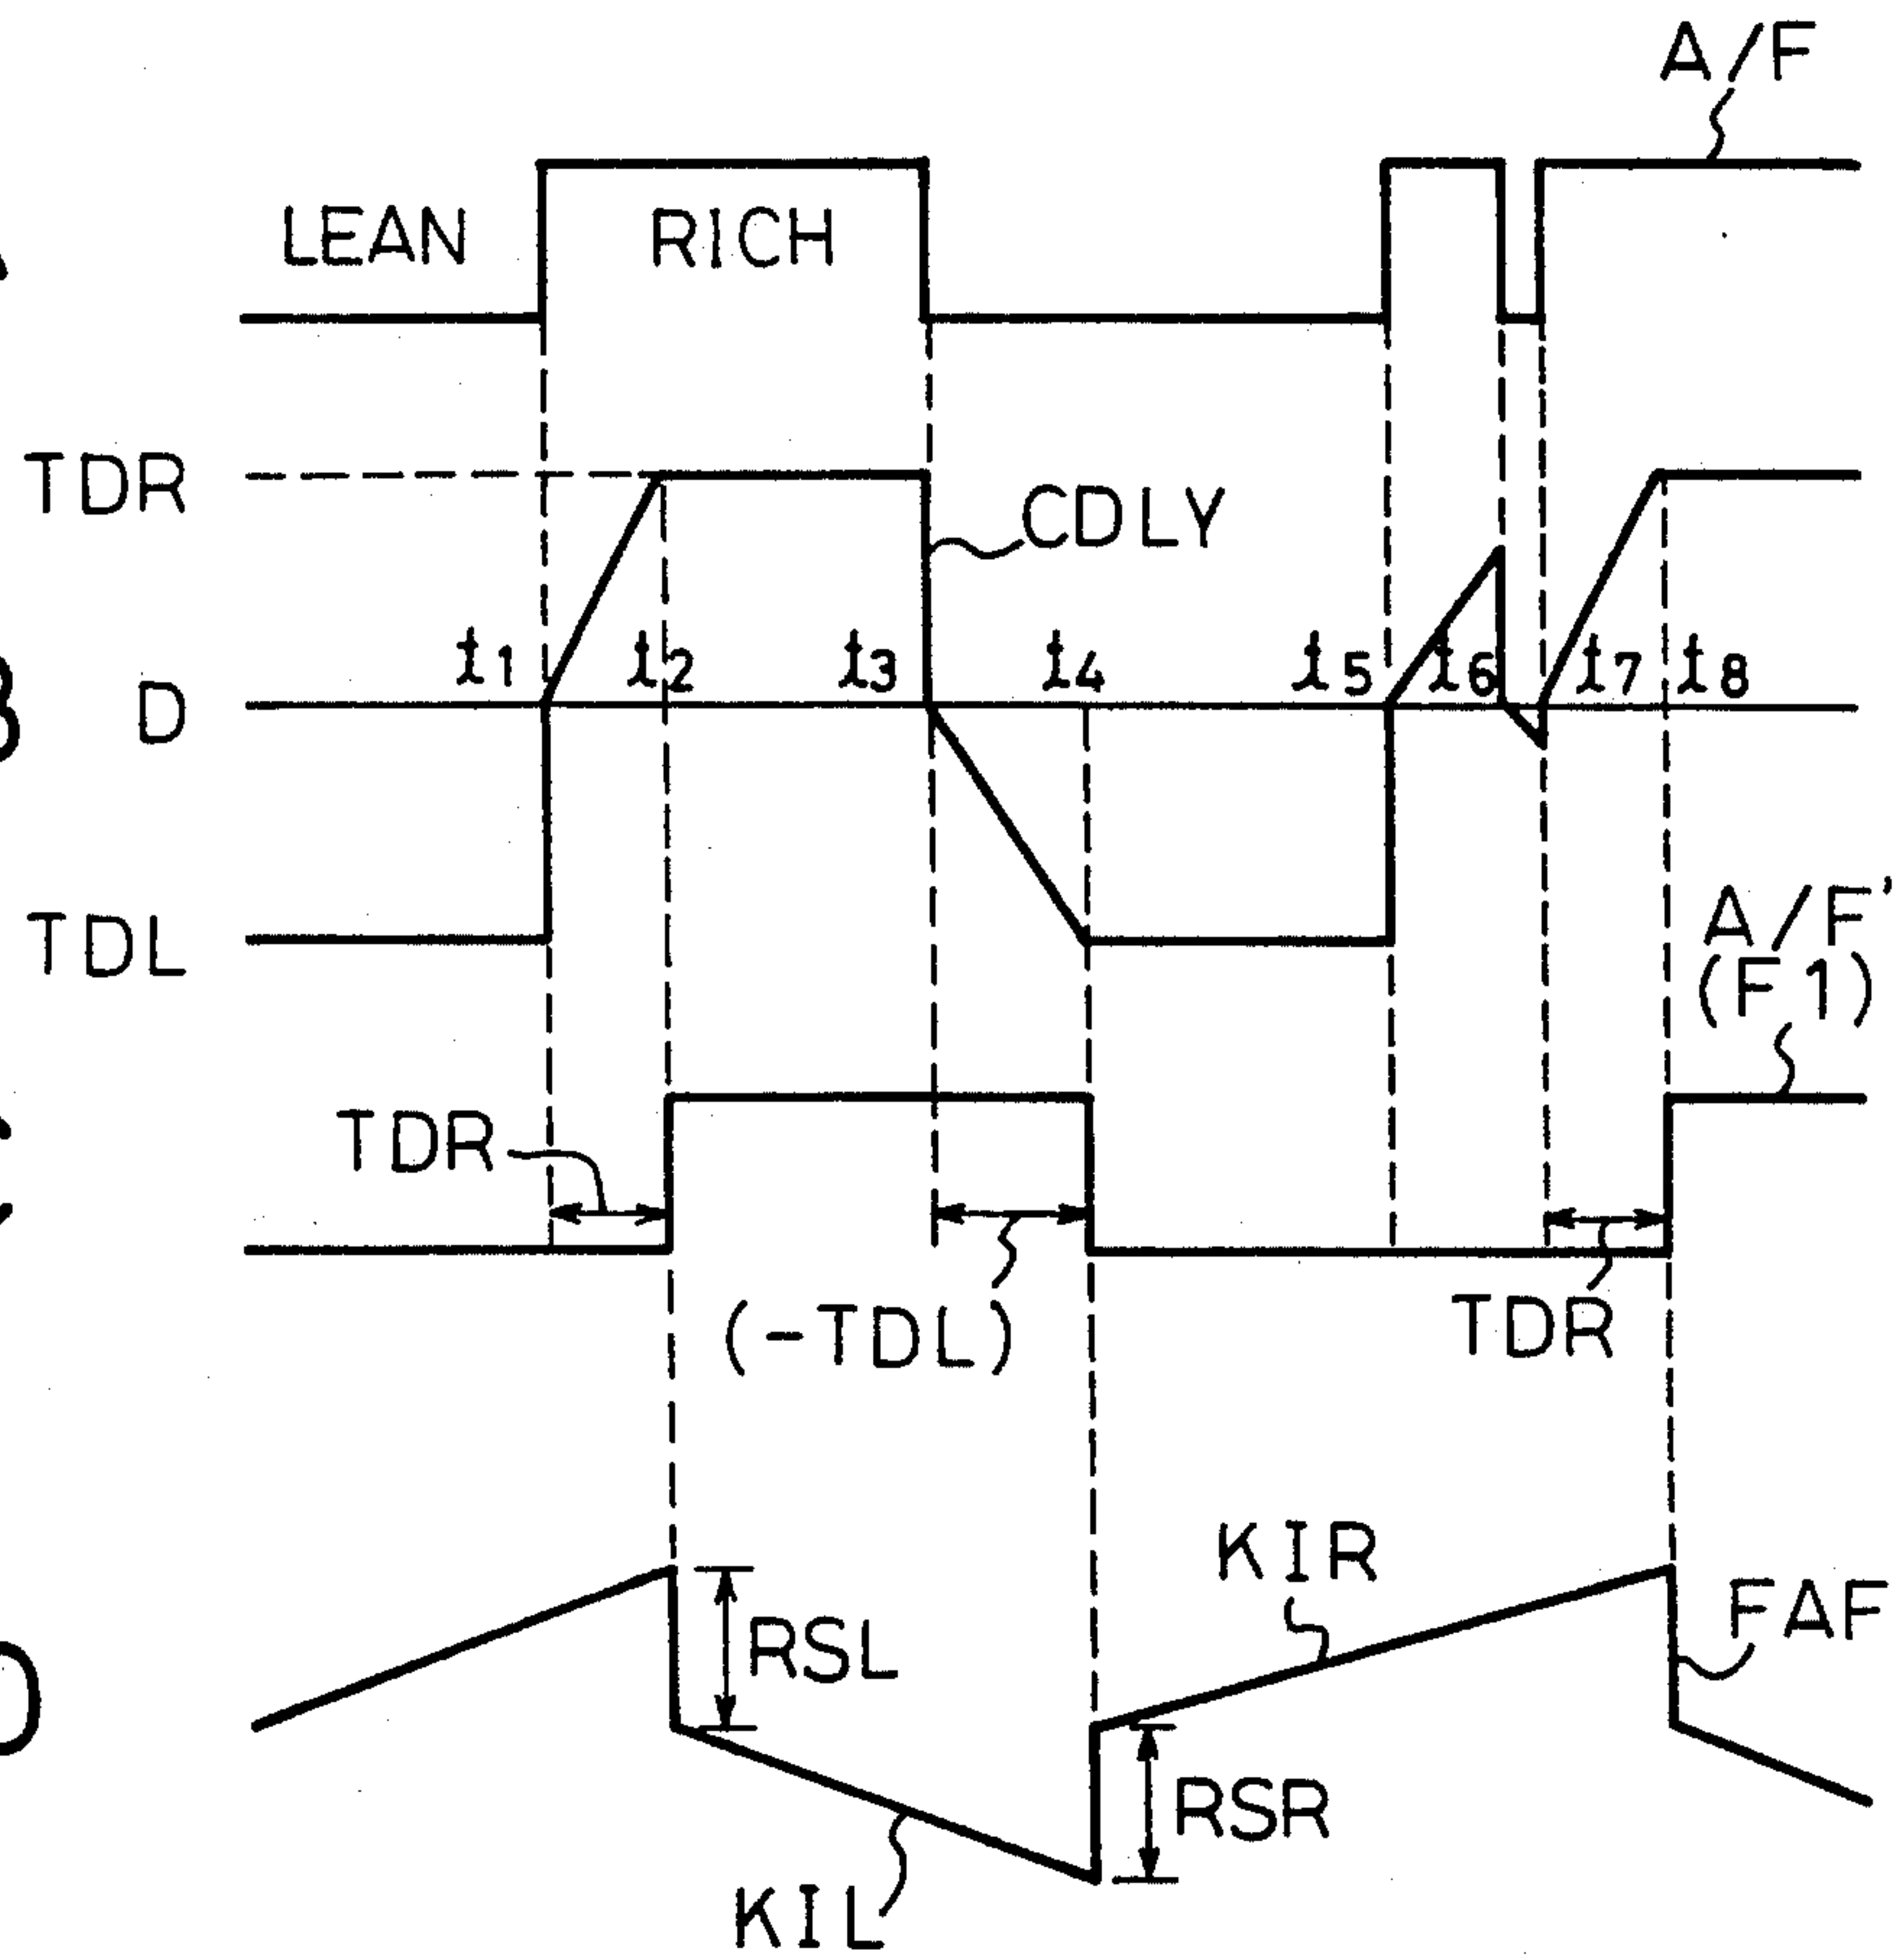 A/F
LEAN
RICH
TDR
CDLY
t1
t2
t3
t4
t5
t6
t7
t8
B
D
TDL
A/F'
(F1)
C
TDR
(-TDL)
TDR
KIR
RSL
FAF
D
RSR
KIL